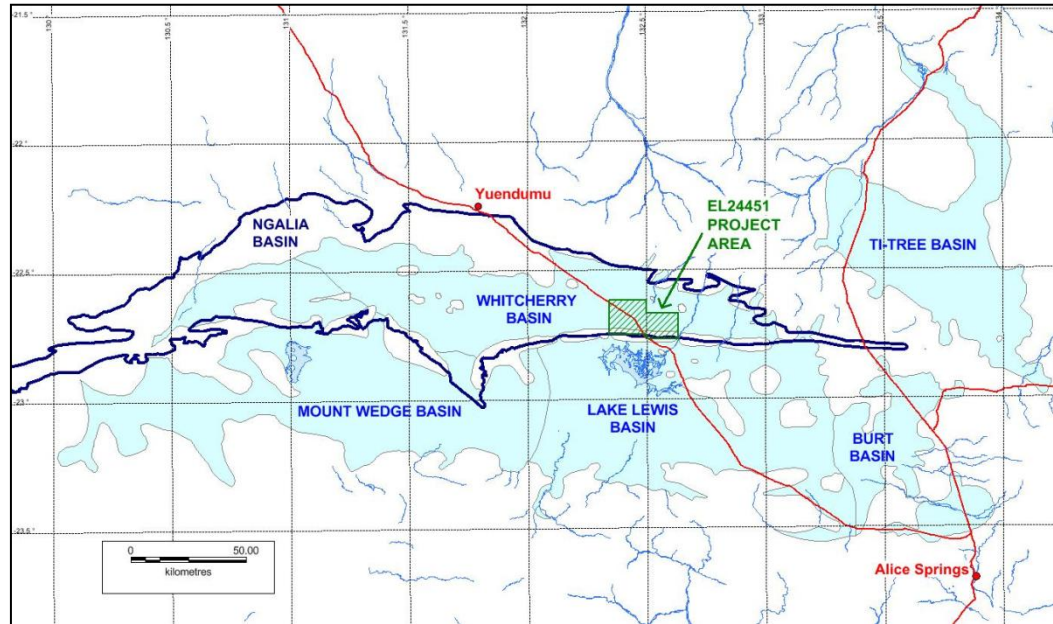 130 °
130.5 °
131 °
131.5 °
132 °
132.5 °
133 °
133.5 °
134 °
-21.5 °
-22 °
-22.5 °
-23 °
-23.5 °
Yuendumu
NGALIA
BASIN
EL24451
PROJECT
AREA
TI-TREE BASIN
WHITCHERRY
BASIN
MOUNT WEDGE BASIN
LAKE LEWIS
BASIN
BURT
BASIN
0 50.00
kilometres
Alice Springs